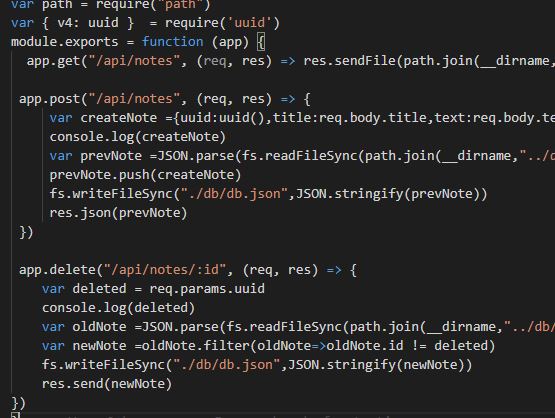 var path = require("path")
var { v4: uuid }  = require('uuid')
module.exports = function (app) {
app.get("/api/notes", (req, res) => res.sendFile(path.join(__dirname,
app.post("/api/notes", (req, res) => {
var createNote ={uuid:uuid(),title:req.body.title,text:req.body.te
console.log(createNote)
var prevNote =JSON.parse(fs.readFileSync(path.join(__dirname,"../d
prevNote.push(createNote)
fs.writeFileSync("./db/db.json",JSON.stringify(prevNote))
res.json(prevNote)
})
app.delete("/api/notes/:id", (req, res) => {
var deleted = req.params.uuid
console.log(deleted)
var oldNote =JSON.parse(fs.readFileSync(path.join(__dirname,"../db/
var newNote =oldNote.filter(oldNote=>oldNote.id != deleted)
fs.writeFileSync("./db/db.json",JSON.stringify(newNote))
res.send(newNote)
})